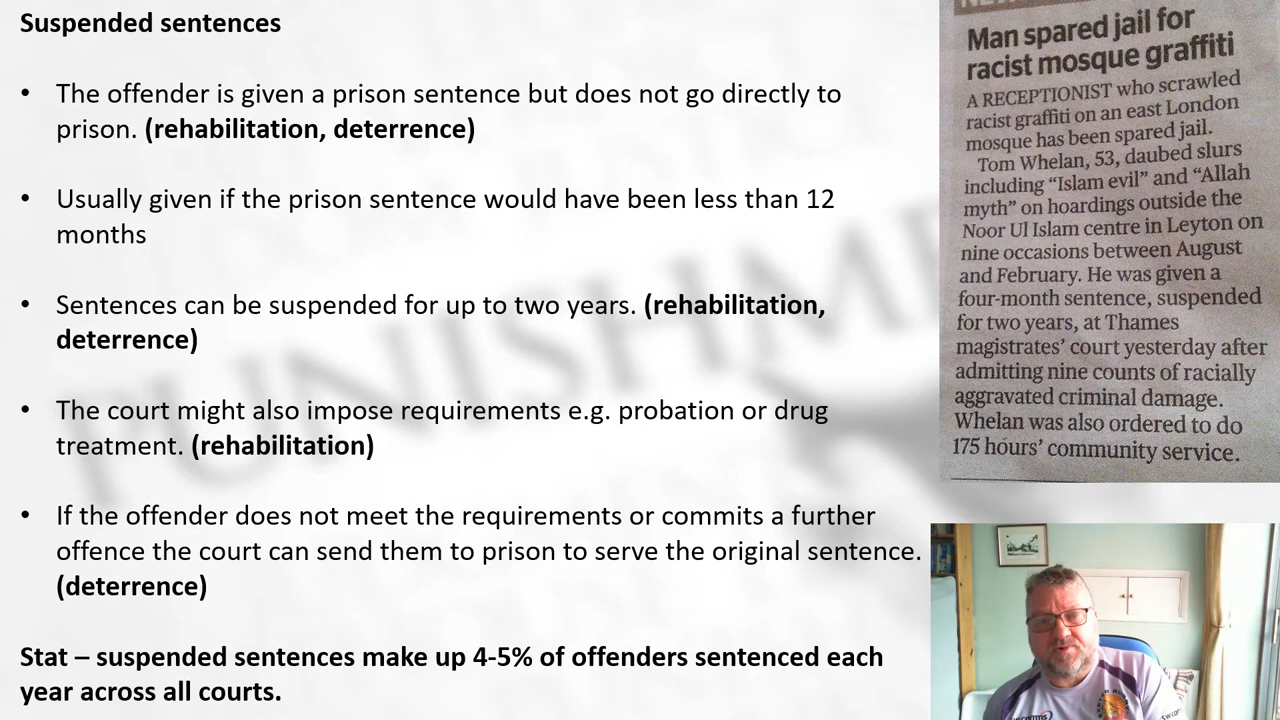 Suspended sentences
• The offender is given a prison sentence but does not go directly to
prison. (rehabilitation, deterrence)
• Usually given if the prison sentence would have been less than 12
months
• Sentences can be suspended for up to two years. (rehabilitation,
deterrence)
• The court might also impose requirements e.g. probation or drug
treatment. (rehabilitation)
• If the offender does not meet the requirements or commits a further
offence the court can send them to prison to serve the original sentence.
(deterrence)
Stat – suspended sentences make up 4-5% of offenders sentenced each
year across all courts.
Man spared jail for
racist mosque graffiti
A RECEPTIONIST who scrawled
racist graffiti on an east London
mosque has been spared jail.
Tom Whelan, 53, daubed slurs
including “Islam evil” and “Allah
myth” on hoardings outside the
Noor Ul Islam centre in Leyton on
nine occasions between August
and February. He was given a
four-month sentence, suspended
for two years, at Thames
magistrates’ court yesterday after
admitting nine counts of racially
aggravated criminal damage.
Whelan was also ordered to do
175 hours’ community service.